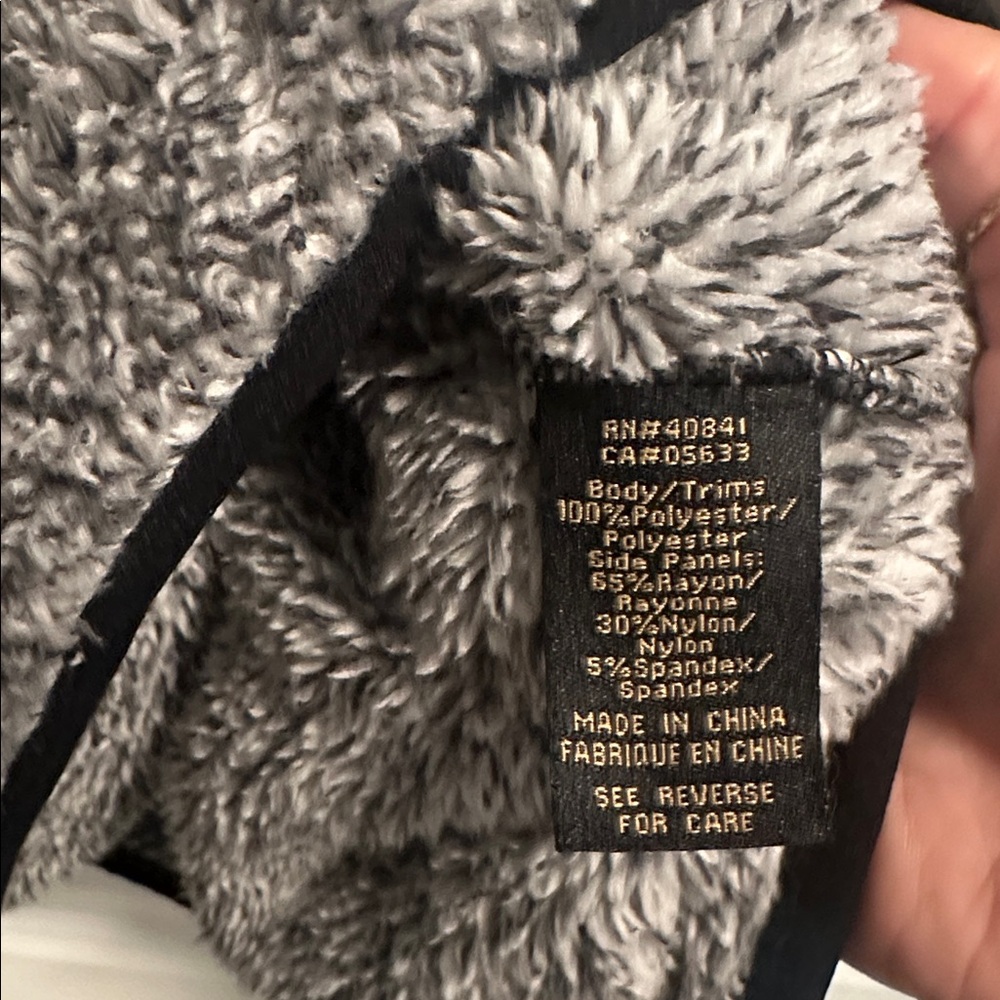 RN#40841
CA#05633
Body/Trims
100%Polyester/
Polyester
Side Panels:
65%Rayon/
Rayonne
30%Nylon/
Nylon
5%Spandex/
Spandex
MADE IN CHINA
FABRIQUE EN CHINE
SEE REVERSE
FOR CARE